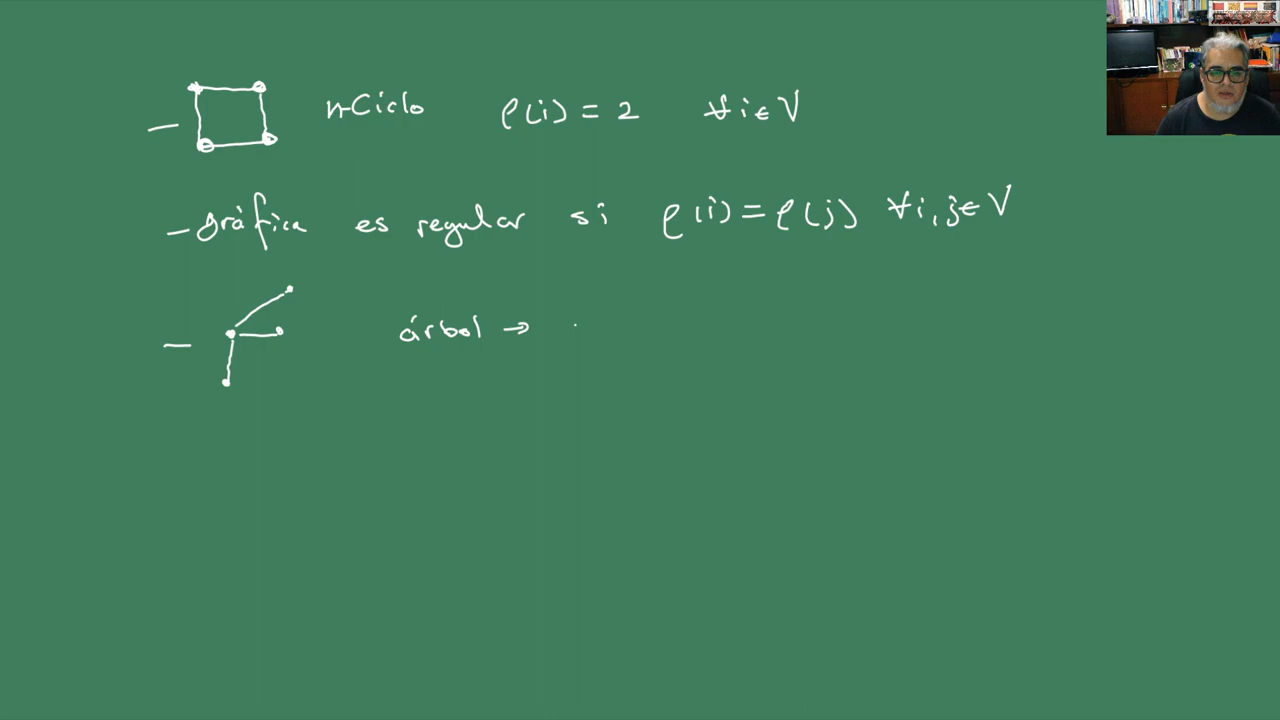 - n-Ciclo ρ(i) = 2 ∀ i ∈ V
- gráfica es regular si ρ(i) = ρ(j) ∀ i, j ∈ V
- árbol →